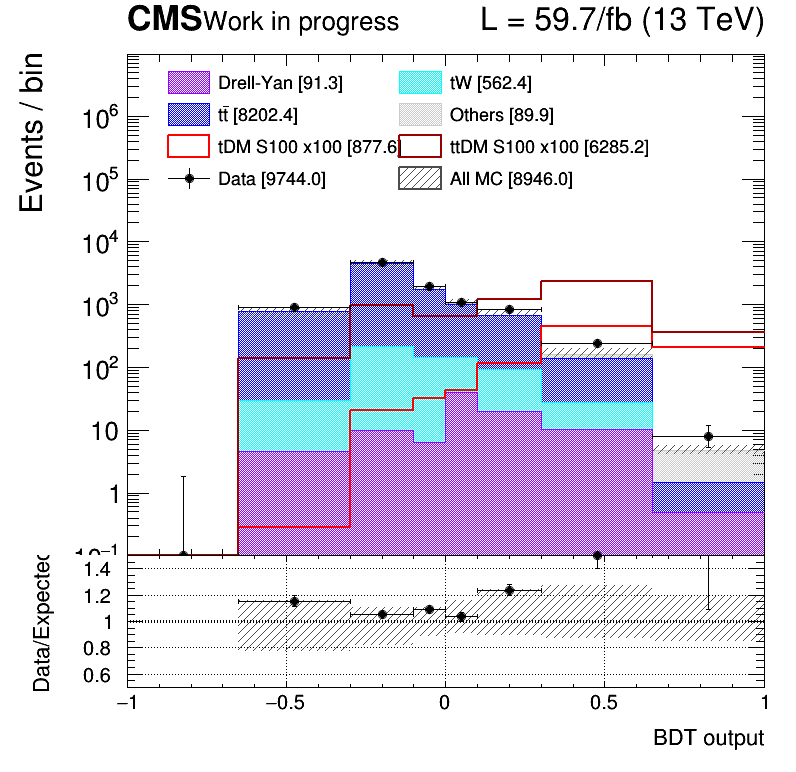 CMS Work in progress L = 59.7/fb (13 TeV)
Events / bin
Drell-Yan [91.3] tW [562.4]
tt̄ [8202.4] Others [89.9]
tDM S100 x100 [877.6] ttDM S100 x100 [6285.2]
Data [9744.0] All MC [8946.0]
10⁶
10⁵
10⁴
10³
10²
10
1
10⁻¹
Data/Expected
1.4
1.2
1
0.8
0.6
−1 −0.5 0 0.5 1
BDT output